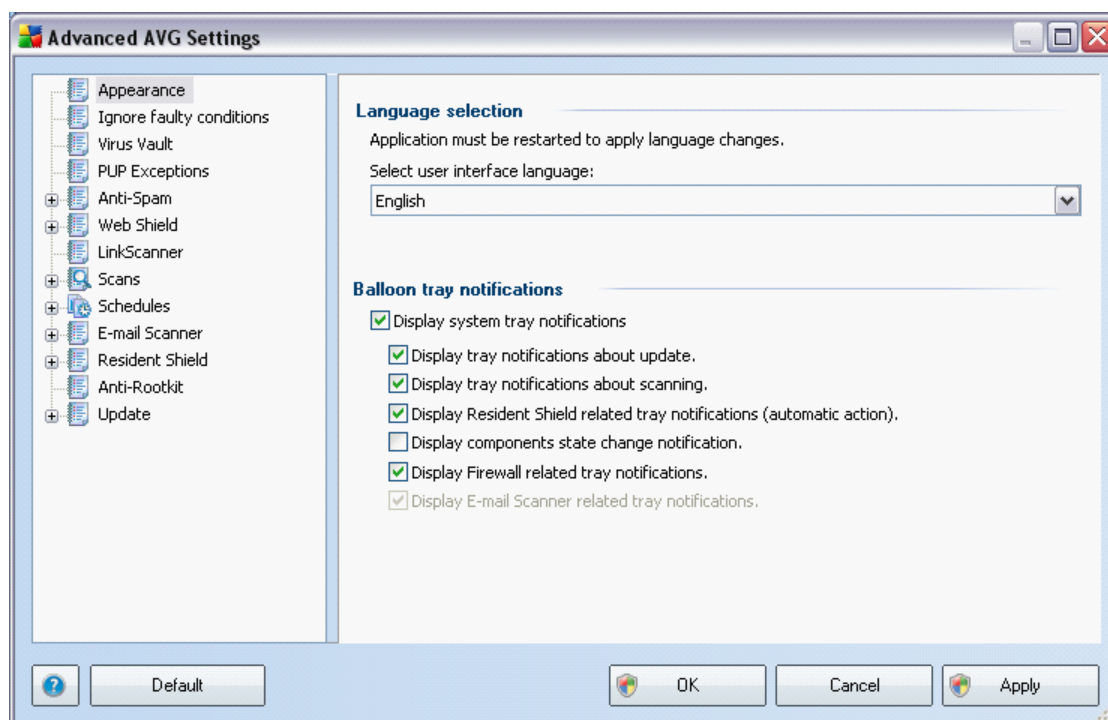 Advanced AVG Settings
Appearance
Ignore faulty conditions
Virus Vault
PUP Exceptions
Anti-Spam
Web Shield
LinkScanner
Scans
Schedules
E-mail Scanner
Resident Shield
Anti-Rootkit
Update
Language selection
Application must be restarted to apply language changes.
Select user interface language:
English
Balloon tray notifications
Display system tray notifications
Display tray notifications about update.
Display tray notifications about scanning.
Display Resident Shield related tray notifications (automatic action).
Display components state change notification.
Display Firewall related tray notifications.
Display E-mail Scanner related tray notifications.
?
Default
OK
Cancel
Apply